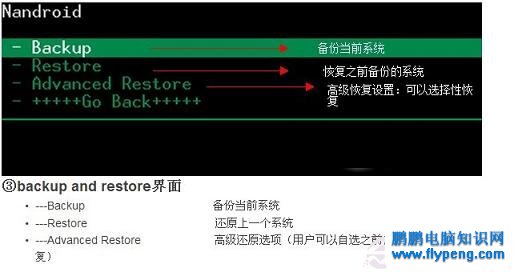 Nandroid
- Backup 备份当前系统
- Restore 恢复之前备份的系统
- Advanced Restore 高级恢复设置：可以选择性恢
复
- +++++Go Back+++++
③backup and restore界面
• ---Backup 备份当前系统
• ---Restore 还原上一个系统
• ---Advanced Restore 高级还原选项（用户可以自选之前
复）
鹏鹏电脑知识网
www.flypeng.com